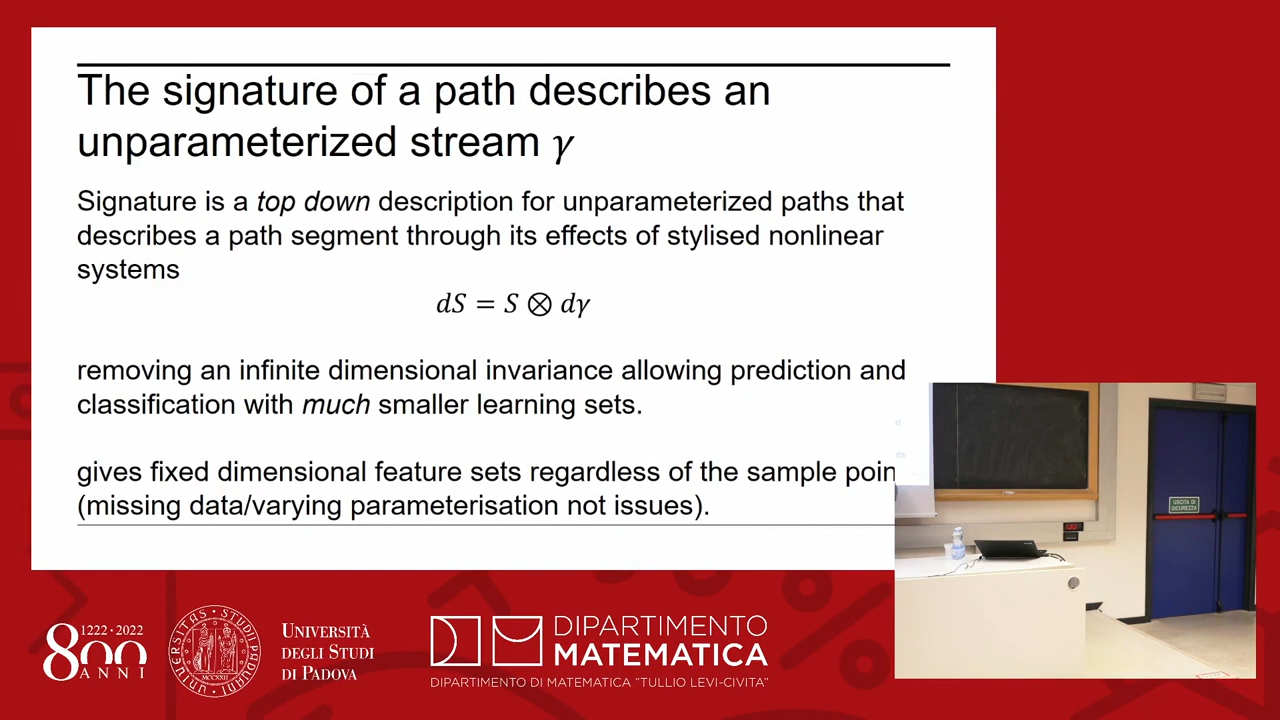 The signature of a path describes an
unparameterized stream γ
Signature is a top down description for unparameterized paths that
describes a path segment through its effects of stylised nonlinear
systems
dS = S ⊗ dγ
removing an infinite dimensional invariance allowing prediction and
classification with much smaller learning sets.
gives fixed dimensional feature sets regardless of the sample poin
(missing data/varying parameterisation not issues).
USCITA DI
SICUREZZA
1222·2022
800
ANNI
UNIVERSITÀ
DEGLI STUDI
DI PADOVA
DIPARTIMENTO
MATEMATICA
DIPARTIMENTO DI MATEMATICA "TULLIO LEVI-CIVITA"